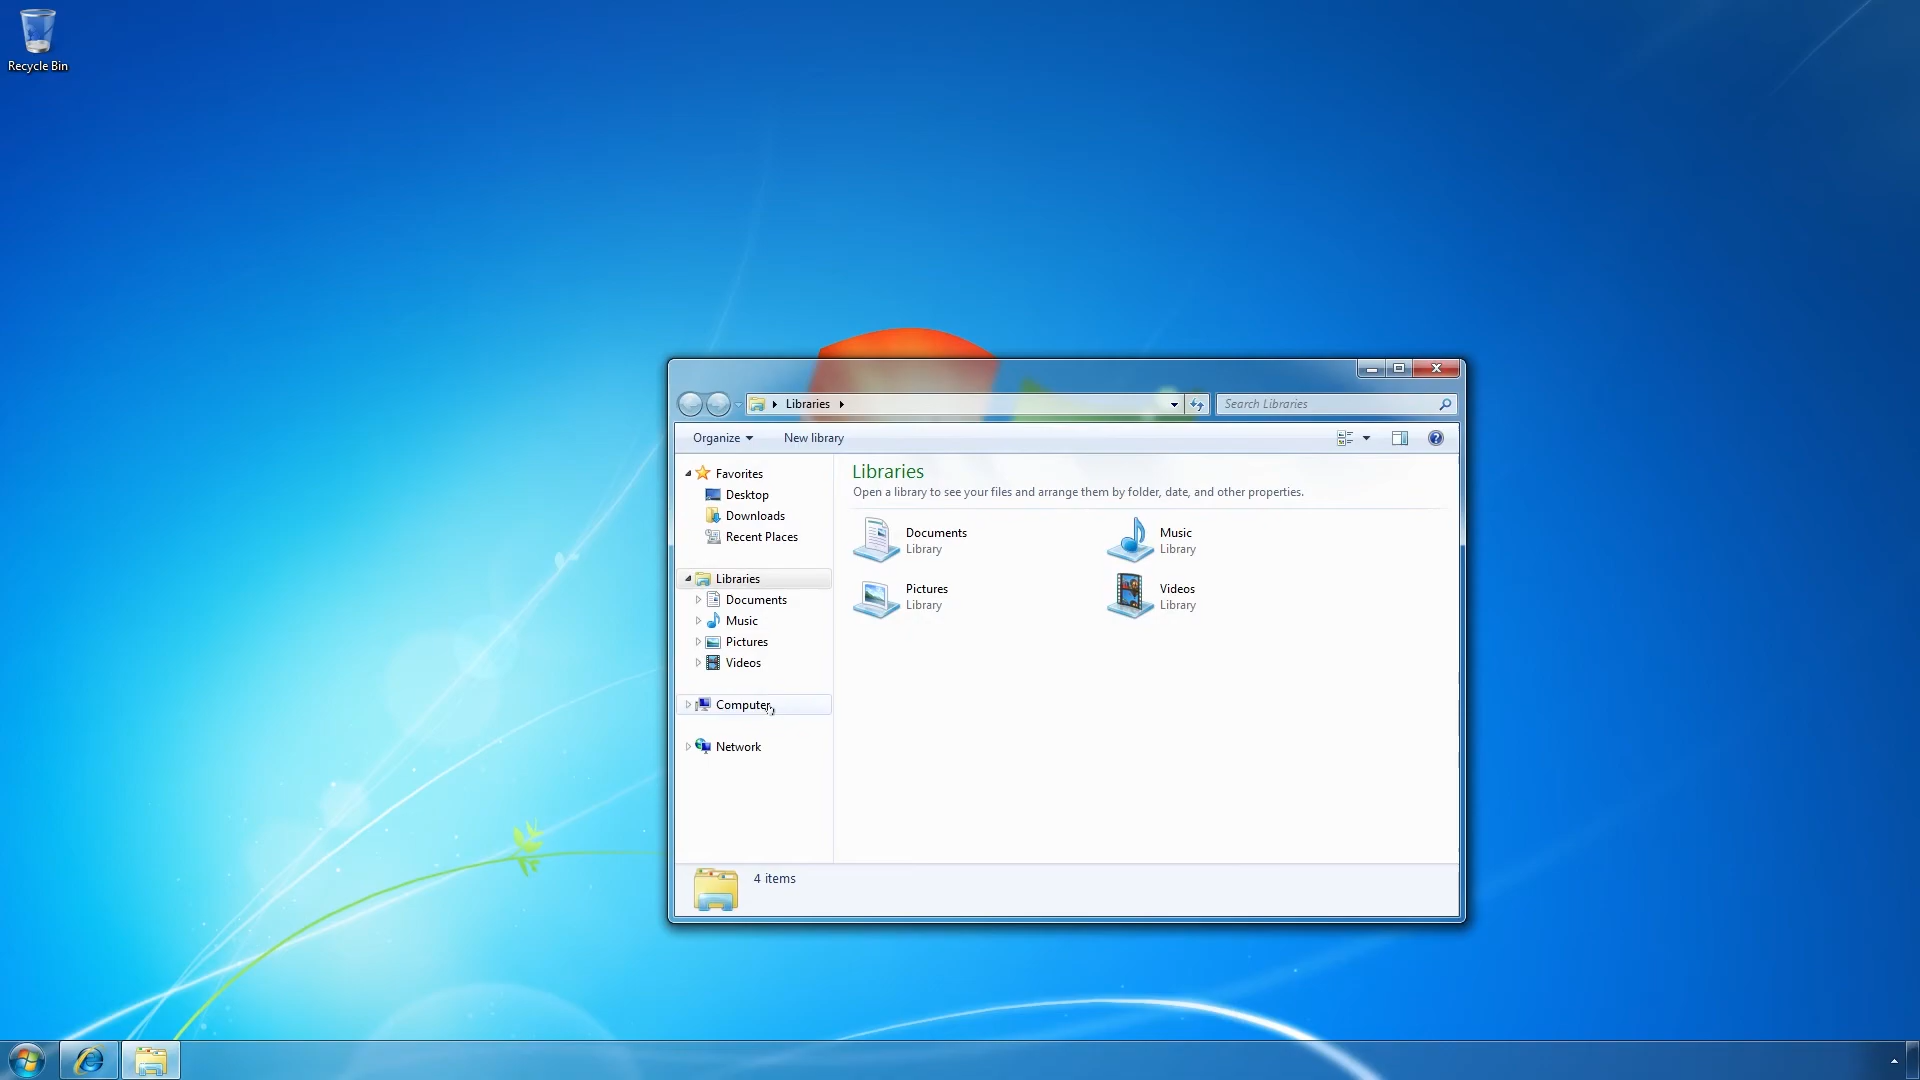 Recycle Bin
Libraries
Search Libraries
Organize
New library
Favorites
Desktop
Downloads
Recent Places
Libraries
Documents
Music
Pictures
Videos
Computer
Network
Libraries
Open a library to see your files and arrange them by folder, date, and other properties.
Documents
Library
Music
Library
Pictures
Library
Videos
Library
4 items